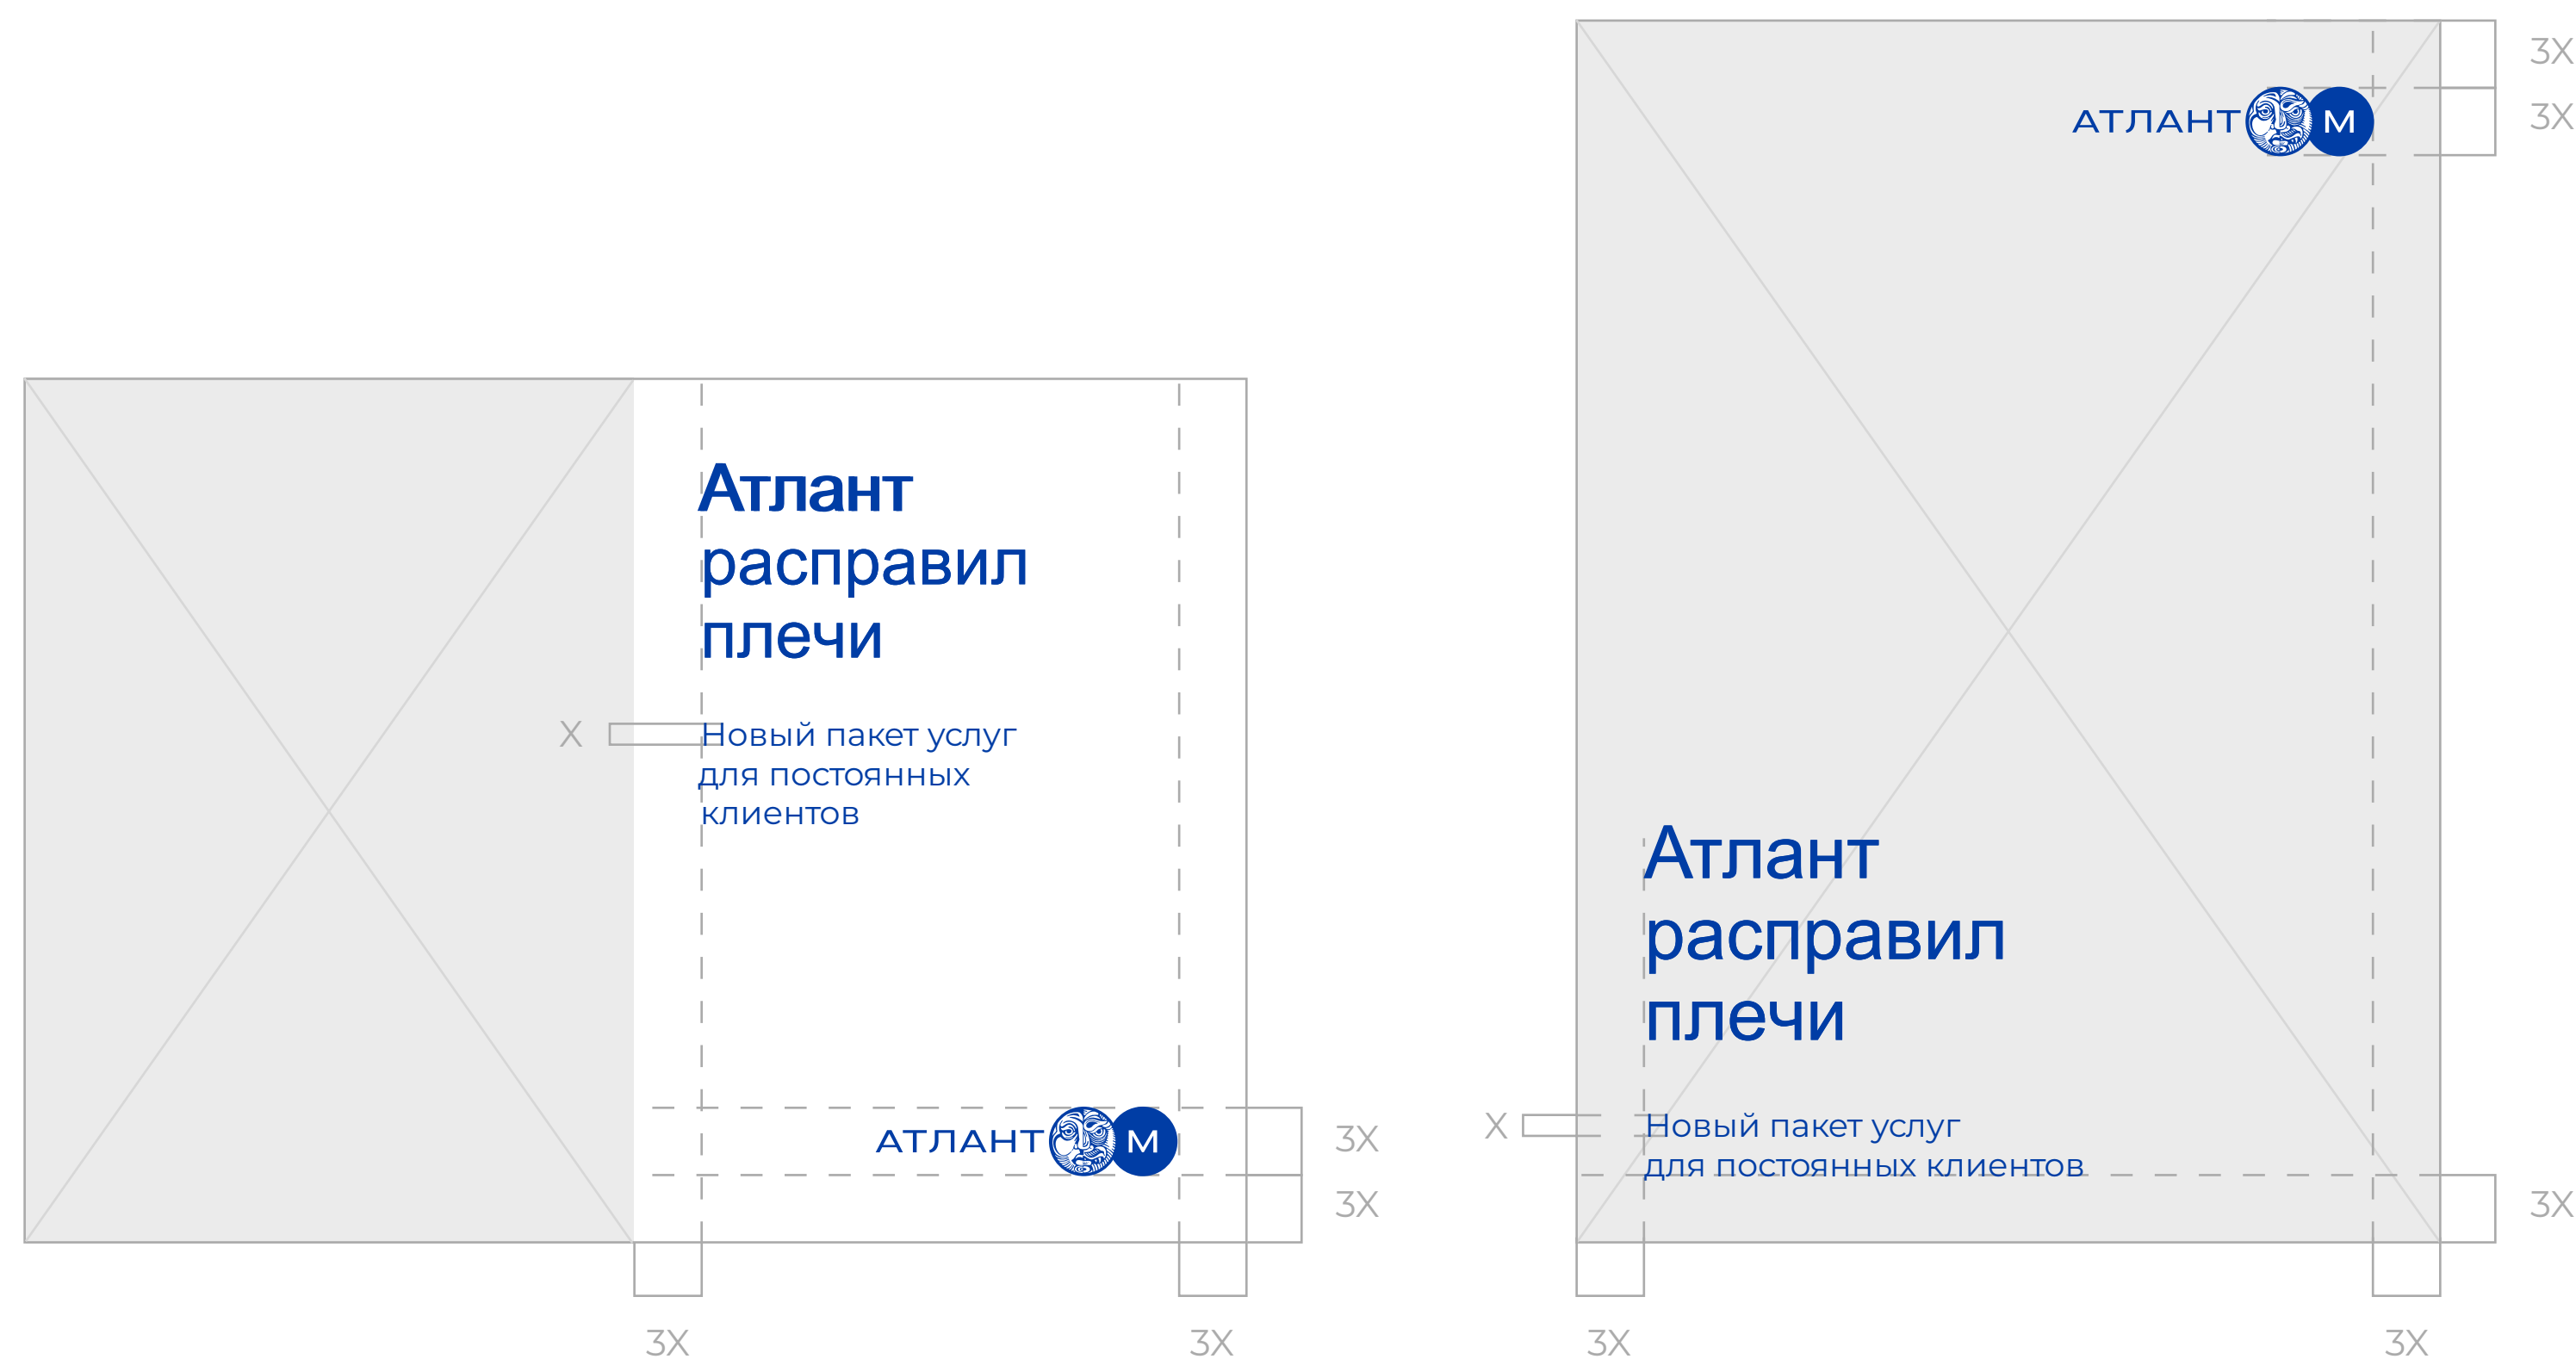 Атлант
расправил
плечи
X
Новый пакет услуг
для постоянных
клиентов
АТЛАНТ М
3X
3X
3X
3X
3X
3X
АТЛАНТ М
Атлант
расправил
плечи
X
Новый пакет услуг
для постоянных клиентов
3X
3X
3X